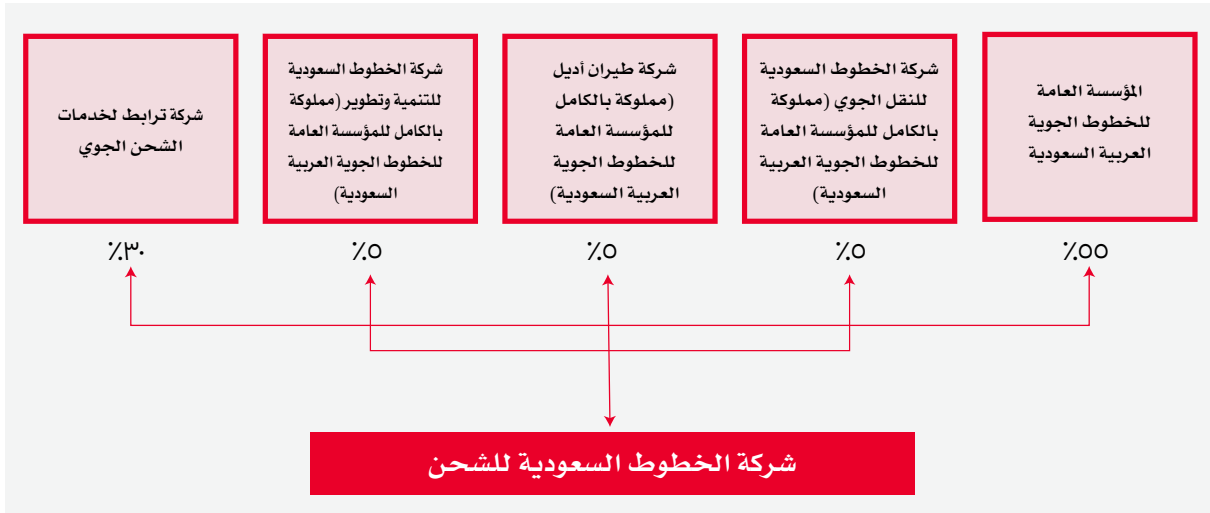 المؤسسة العامة
للخطوط الجوية
العربية السعودية
٪٥٥
شركة الخطوط السعودية
للنقل الجوي (مملوكة
بالكامل للمؤسسة العامة
للخطوط الجوية العربية
السعودية)
٪٥
شركة طيران أديل
(مملوكة بالكامل
للمؤسسة العامة
للخطوط الجوية
العربية السعودية)
٪٥
شركة الخطوط السعودية
للتنمية وتطوير (مملوكة
بالكامل للمؤسسة العامة
للخطوط الجوية العربية
السعودية)
٪٥
شركة ترابط لخدمات
الشحن الجوي
٪٣٠
شركة الخطوط السعودية للشحن